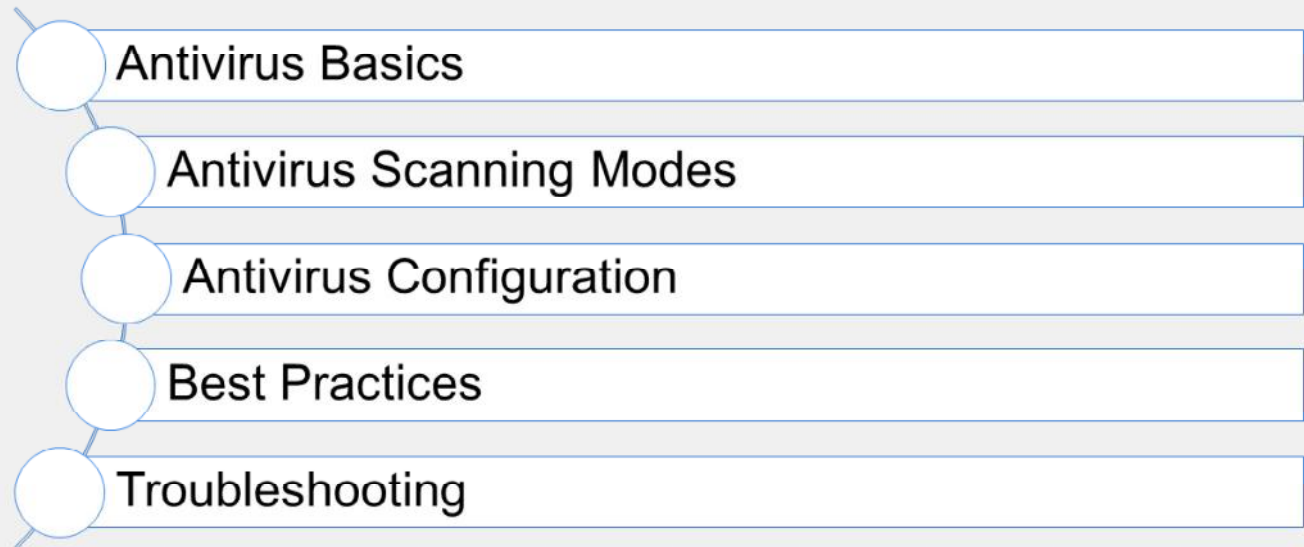 Antivirus Basics
Antivirus Scanning Modes
Antivirus Configuration
Best Practices
Troubleshooting